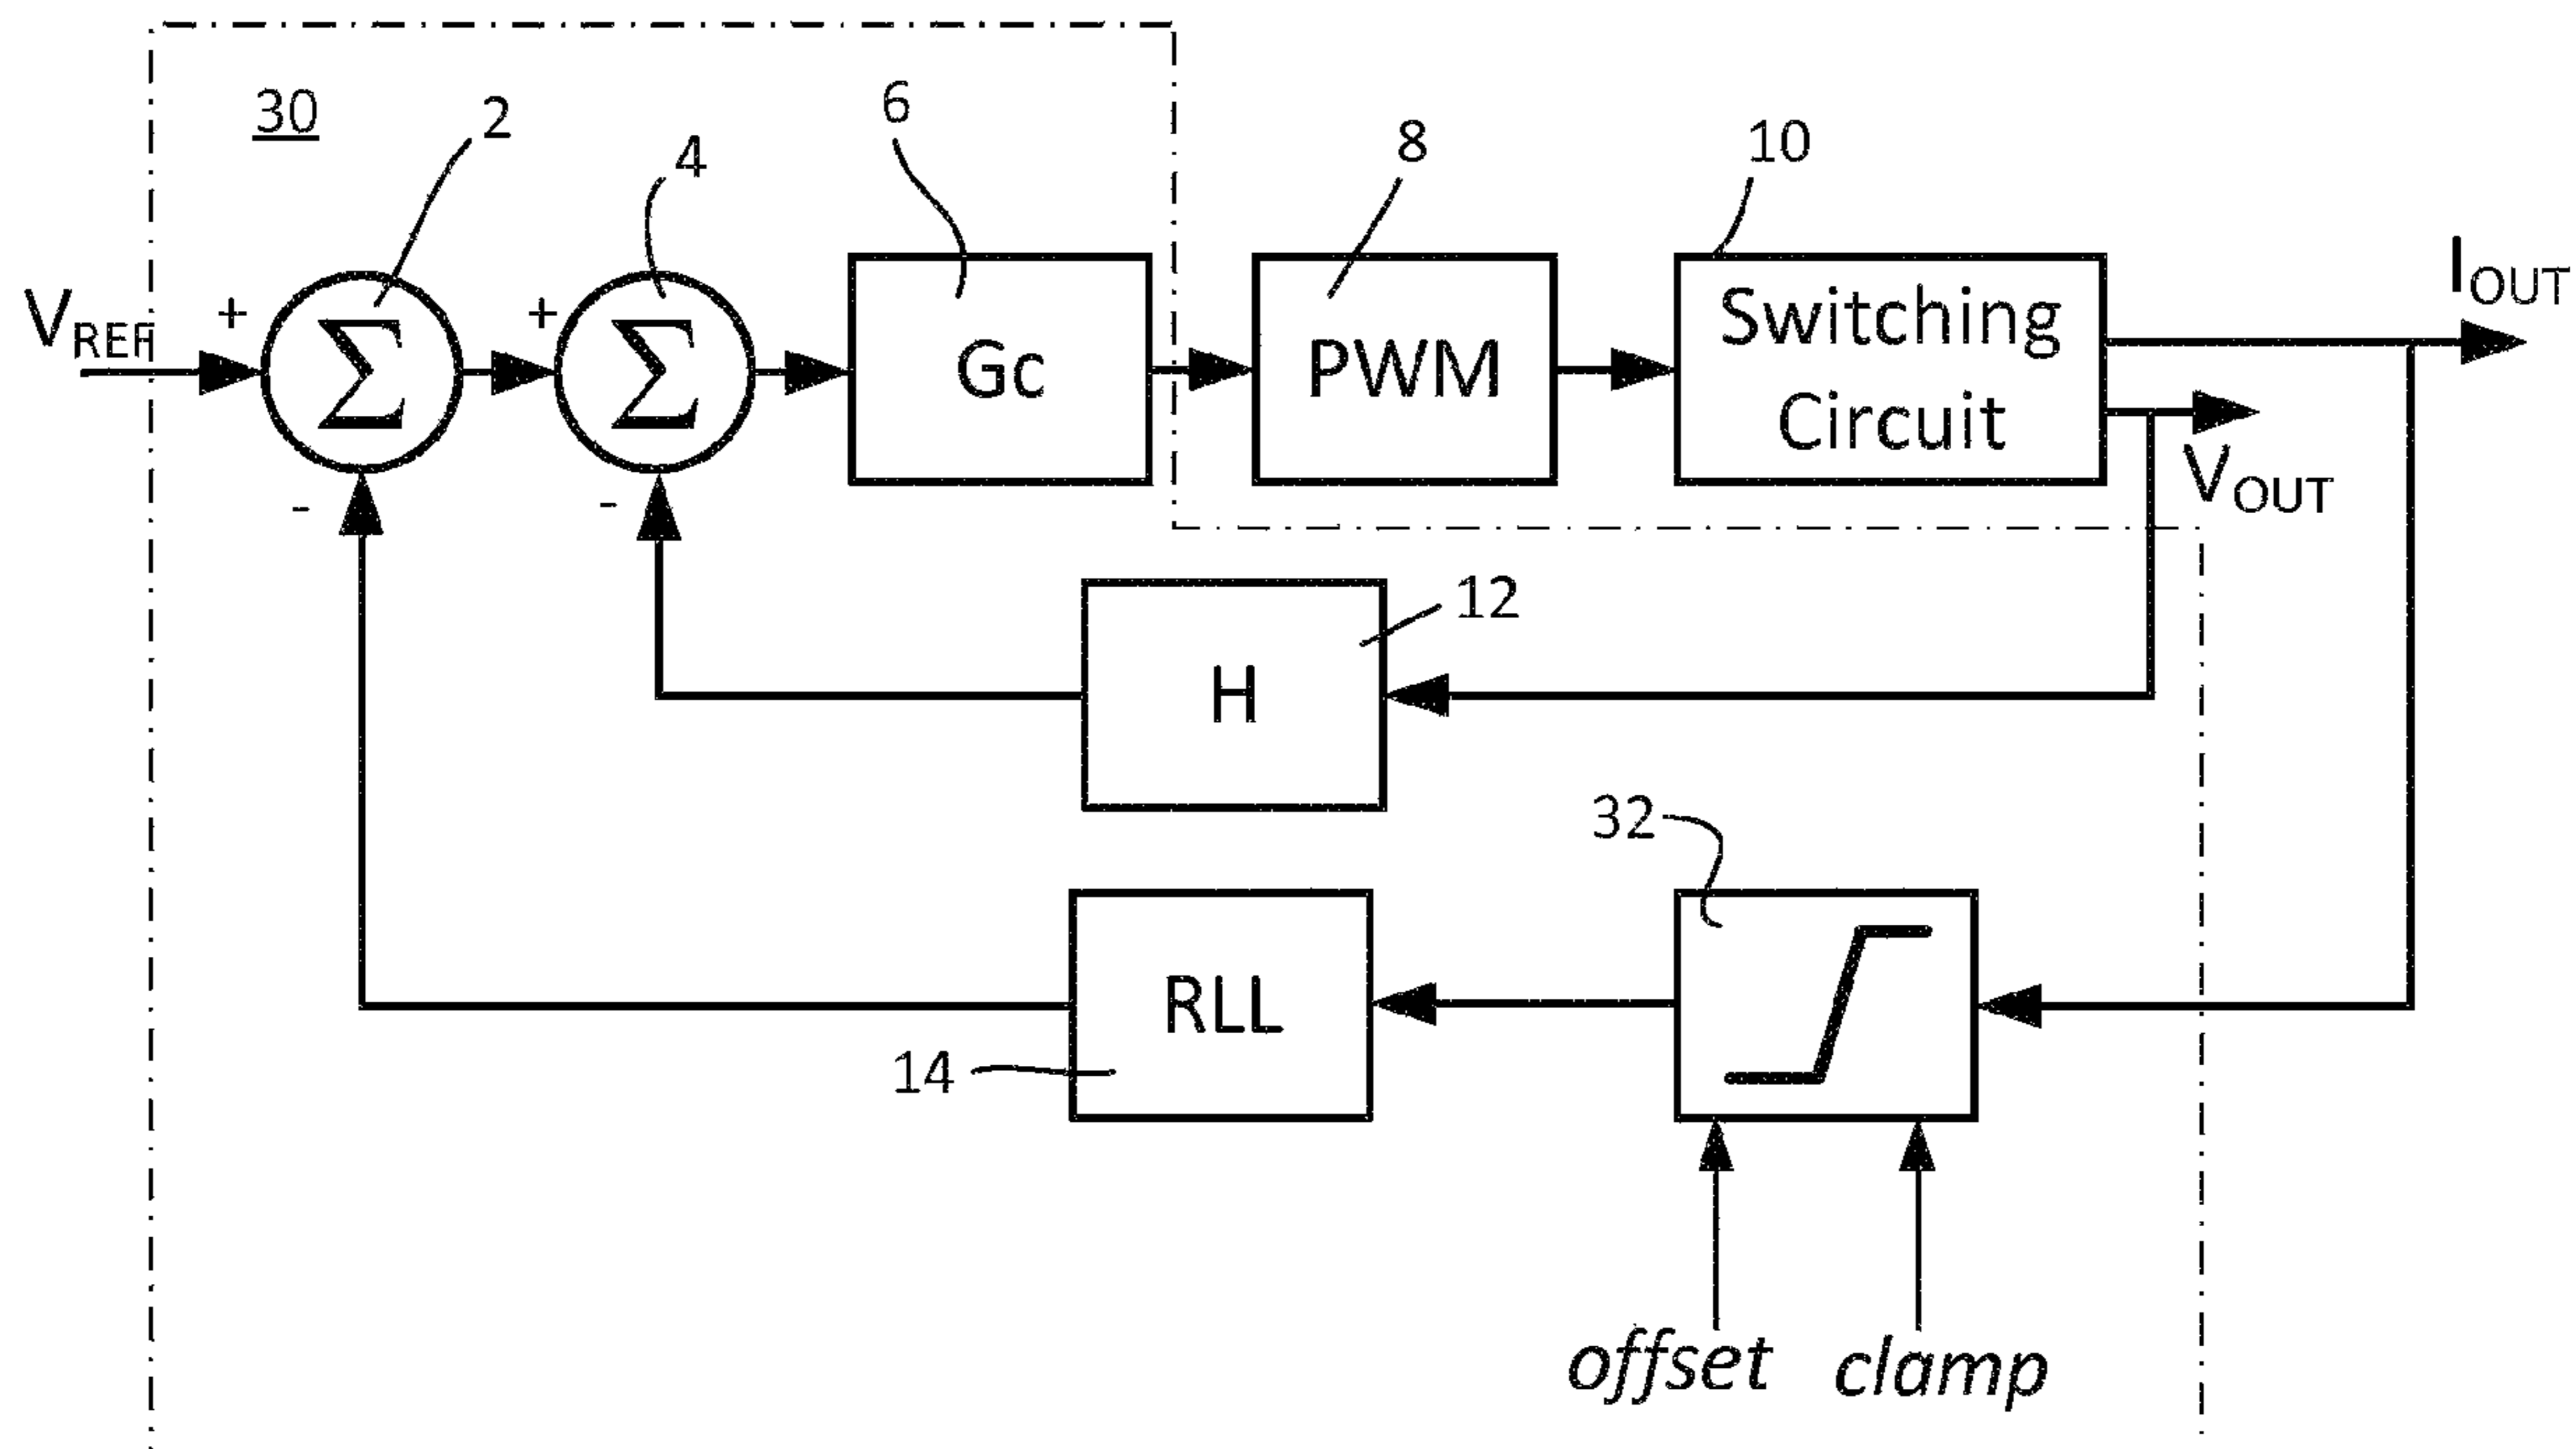 30
2
4
6
8
10
V_REF
+
Σ
-
+
Σ
-
Gc
PWM
Switching
Circuit
I_OUT
V_OUT
12
H
32
RLL
14
offset
clamp